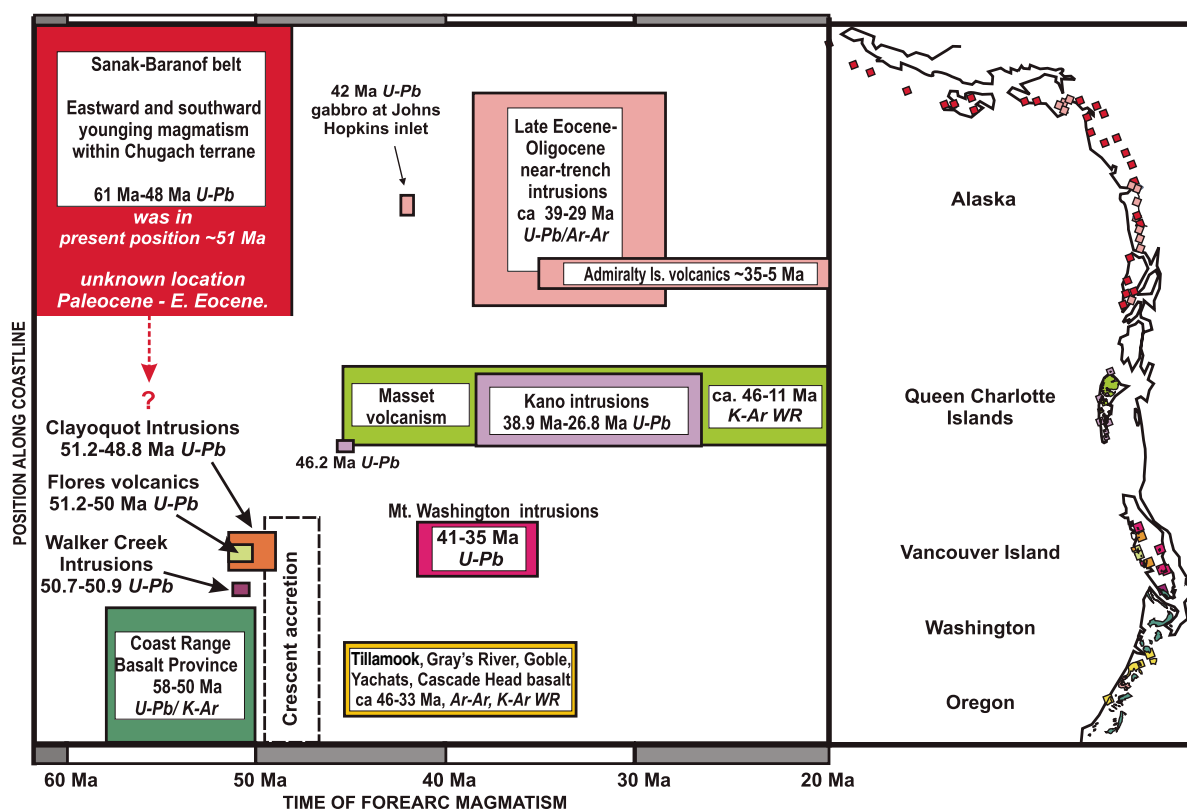 Sanak-Baranof belt
Eastward and southward
younging magmatism
within Chugach terrane
61 Ma-48 Ma U-Pb
was in
present position ~51 Ma
unknown location
Paleocene - E. Eocene.
?
42 Ma U-Pb
gabbro at Johns
Hopkins inlet
Late Eocene-
Oligocene
near-trench
intrusions
ca 39-29 Ma
U-Pb/Ar-Ar
Admiralty Is. volcanics ~35-5 Ma
Masset
volcanism
Kano intrusions
38.9 Ma-26.8 Ma U-Pb
ca. 46-11 Ma
K-Ar WR
46.2 Ma U-Pb
Clayoquot Intrusions
51.2-48.8 Ma U-Pb
Flores volcanics
51.2-50 Ma U-Pb
Walker Creek
Intrusions
50.7-50.9 U-Pb
Crescent accretion
Mt. Washington intrusions
41-35 Ma
U-Pb
Coast Range
Basalt Province
58-50 Ma
U-Pb/ K-Ar
Tillamook, Gray's River, Goble,
Yachats, Cascade Head basalt
ca 46-33 Ma, Ar-Ar, K-Ar WR
Alaska
Queen Charlotte
Islands
Vancouver Island
Washington
Oregon
POSITION ALONG COASTLINE
60 Ma
50 Ma
40 Ma
30 Ma
20 Ma
TIME OF FOREARC MAGMATISM